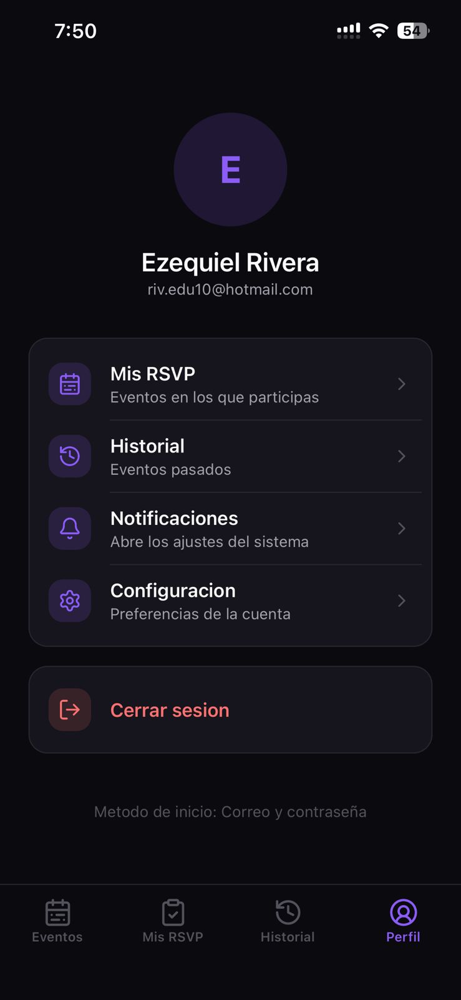 7:50
54
E
Ezequiel Rivera
riv.edu10@hotmail.com
Mis RSVP
Eventos en los que participas
Historial
Eventos pasados
Notificaciones
Abre los ajustes del sistema
Configuracion
Preferencias de la cuenta
Cerrar sesion
Metodo de inicio: Correo y contraseña
Eventos
Mis RSVP
Historial
Perfil